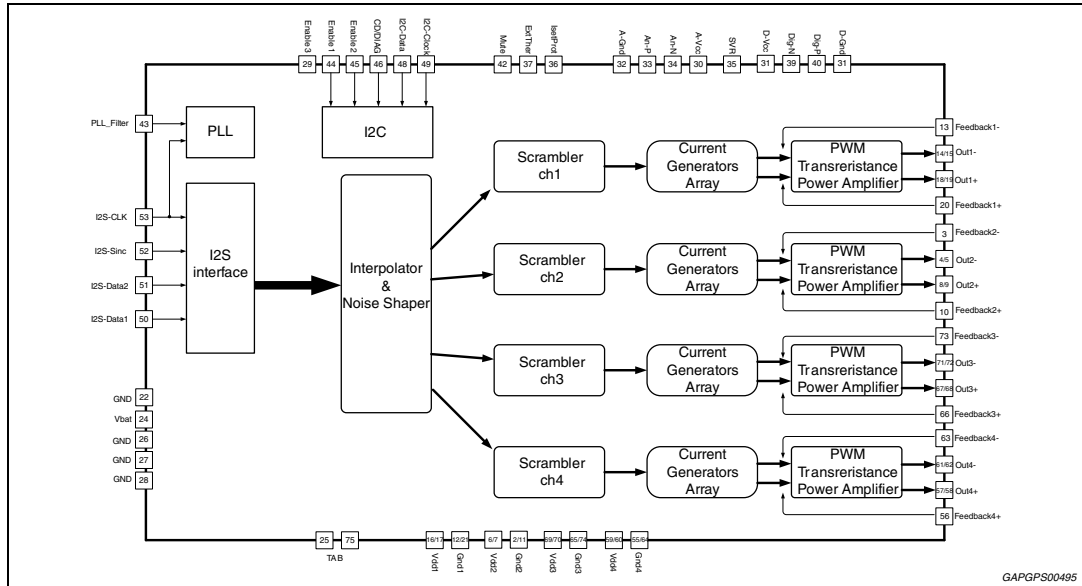 Enable3
Enable1
Enable2
CD/DIAG
I2C-Data
I2C-Clock
Mute
ExtTher
IsetProt
A-Gnd
An-P
An-N
A-Vcc
SVR
D-Vcc
Dig-N
Dig-P
D-Gnd
29 44 45 46 48 49 42 37 36 32 33 34 30 35 31 39 40 31
PLL_Filter 43
PLL
I2C
I2S-CLK 53
I2S-Sinc 52
I2S-Data2 51
I2S-Data1 50
I2S
interface
Interpolator
&
Noise Shaper
Scrambler
ch1
Current
Generators
Array
PWM
Transreristance
Power Amplifier
13 Feedback1-
14/15 Out1-
18/19 Out1+
20 Feedback1+
Scrambler
ch2
Current
Generators
Array
PWM
Transreristance
Power Amplifier
3 Feedback2-
4/5 Out2-
8/9 Out2+
10 Feedback2+
Scrambler
ch3
Current
Generators
Array
PWM
Transreristance
Power Amplifier
73 Feedback3-
71/72 Out3-
67/68 Out3+
66 Feedback3+
Scrambler
ch4
Current
Generators
Array
PWM
Transreristance
Power Amplifier
63 Feedback4-
61/62 Out4-
57/58 Out4+
56 Feedback4+
GND 22
Vbat 24
GND 26
GND 27
GND 28
25 75 16/17 12/21 6/7 2/11 69/70 65/74 59/60 55/64
TAB
Vdd1
Gnd1
Vdd2
Gnd2
Vdd3
Gnd3
Vdd4
Gnd4
GAPGPS00495